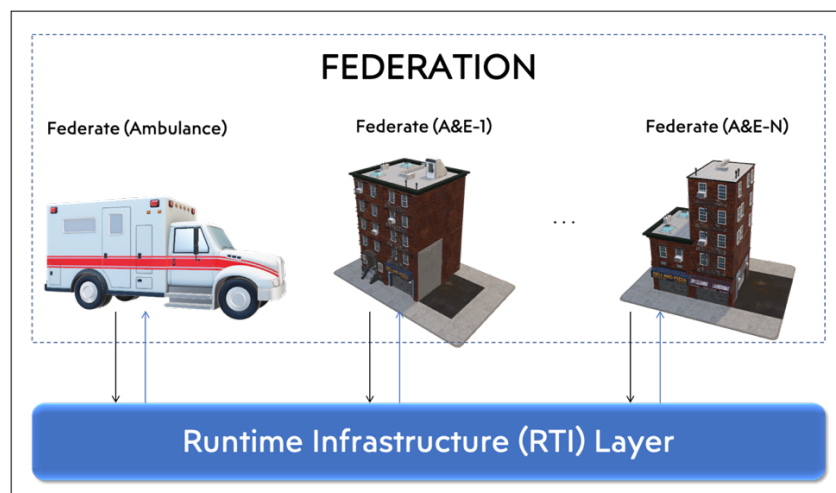 FEDERATION
Federate (Ambulance)
Federate (A&E-1)
Federate (A&E-N)
...
Runtime Infrastructure (RTI) Layer